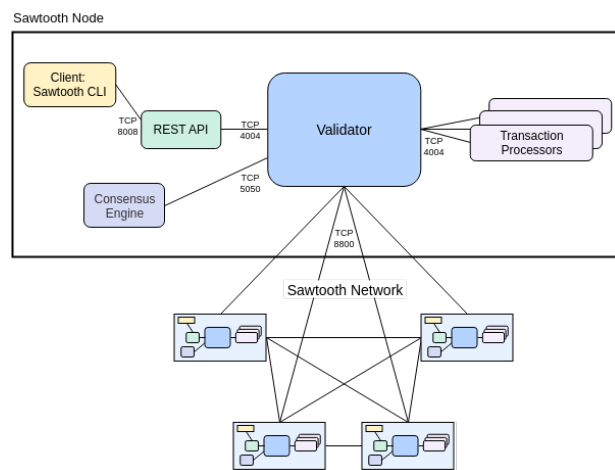 Sawtooth Node
Client:
Sawtooth CLI
TCP
8008
REST API
TCP
4004
Validator
TCP
4004
Transaction
Processors
TCP
5050
Consensus
Engine
TCP
8800
Sawtooth Network